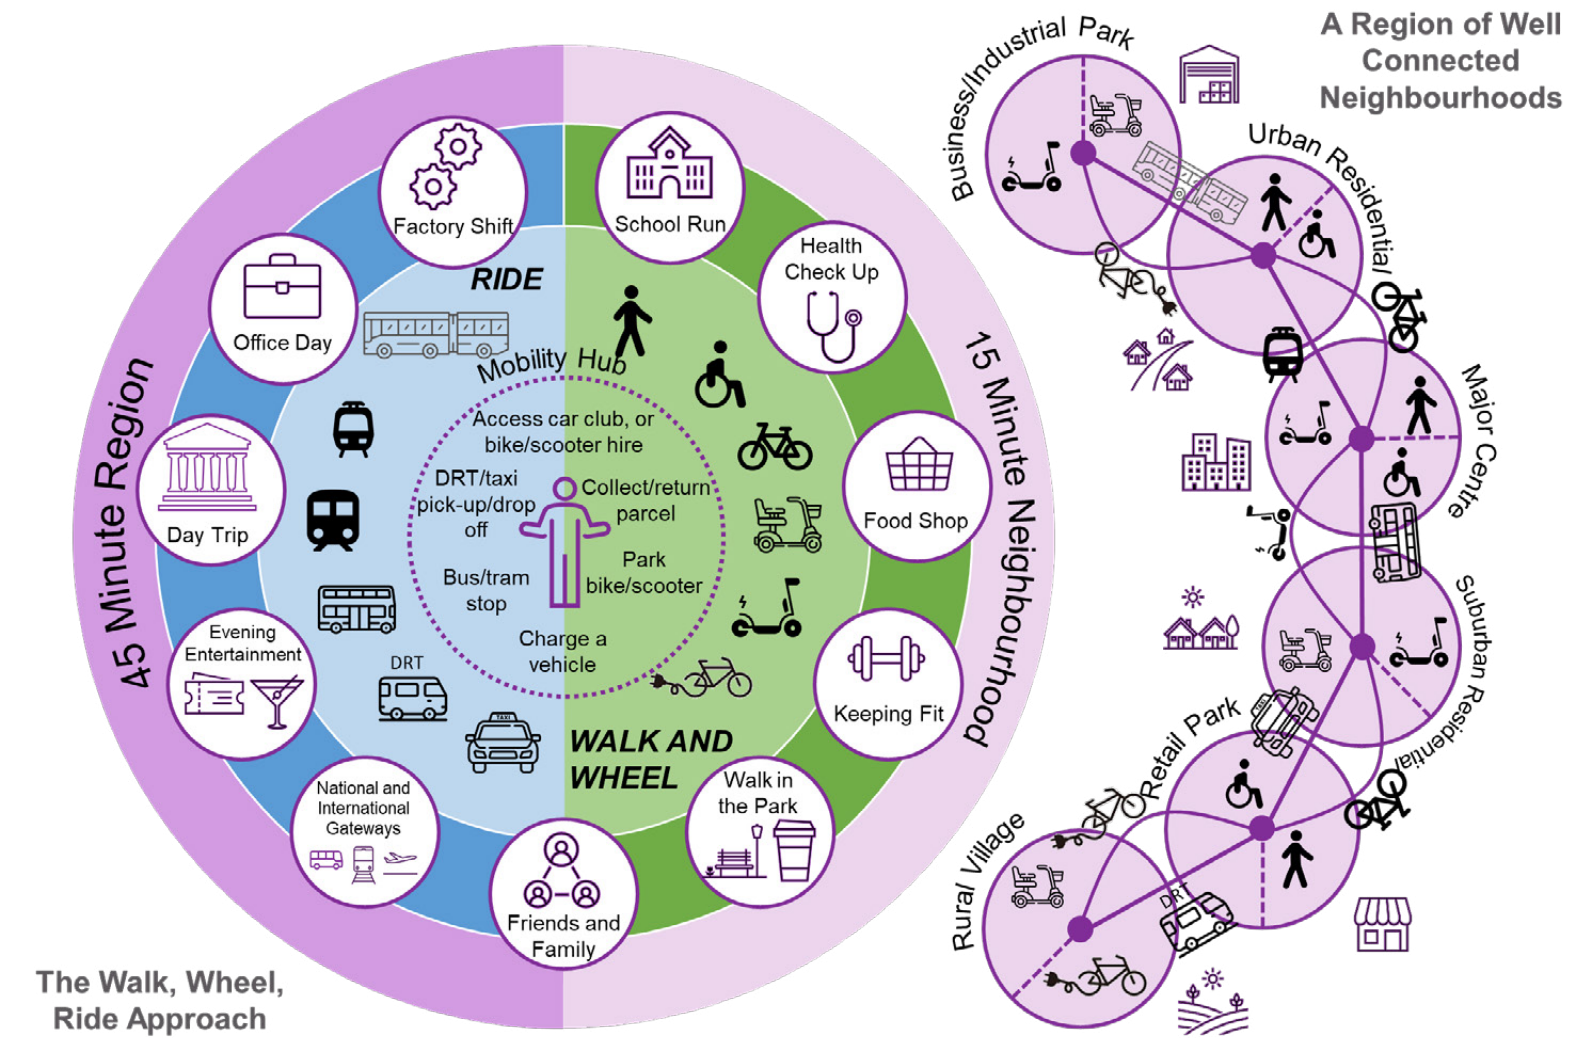 A Region of Well
Connected
Neighbourhoods
Business/Industrial Park
Urban Residential
Major Centre
Suburban Residential
Retail Park
Rural Village
DRT
45 Minute Region
15 Minute Neighbourhood
Factory Shift
School Run
Health
Check Up
Office Day
Food Shop
Day Trip
Keeping Fit
Evening
Entertainment
Walk in
the Park
National and
International
Gateways
Friends and
Family
RIDE
Mobility Hub
Access car club, or
bike/scooter hire
DRT/taxi
pick-up/drop
off
Collect/return
parcel
Park
bike/scooter
Bus/tram
stop
Charge a
vehicle
DRT
TAXI
WALK AND
WHEEL
The Walk, Wheel,
Ride Approach